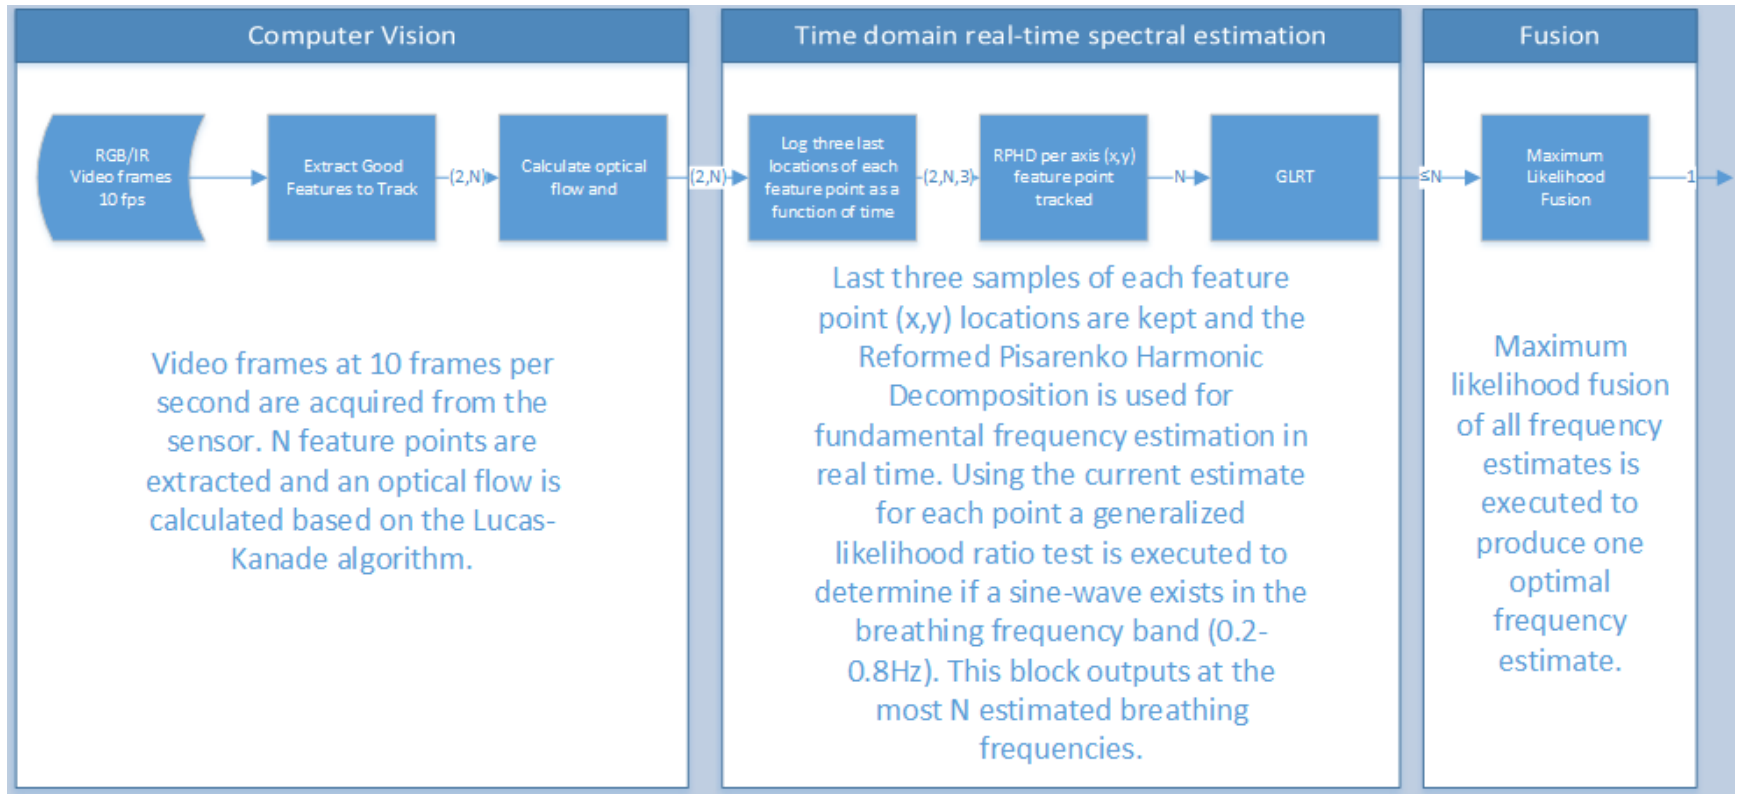 Computer Vision
RGB/IR
Video frames
10 fps
Extract Good
Features to Track
(2,N)
Calculate optical
flow and
(2,N)
Video frames at 10 frames per
second are acquired from the
sensor. N feature points are
extracted and an optical flow is
calculated based on the Lucas-
Kanade algorithm.
Time domain real-time spectral estimation
Log three last
locations of each
feature point as a
function of time
(2,N,3)
RPHD per axis (x,y)
feature point
tracked
N
GLRT
≤N
Last three samples of each feature
point (x,y) locations are kept and the
Reformed Pisarenko Harmonic
Decomposition is used for
fundamental frequency estimation in
real time. Using the current estimate
for each point a generalized
likelihood ratio test is executed to
determine if a sine-wave exists in the
breathing frequency band (0.2-
0.8Hz). This block outputs at the
most N estimated breathing
frequencies.
Fusion
Maximum
Likelihood
Fusion
1
Maximum
likelihood fusion
of all frequency
estimates is
executed to
produce one
optimal
frequency
estimate.